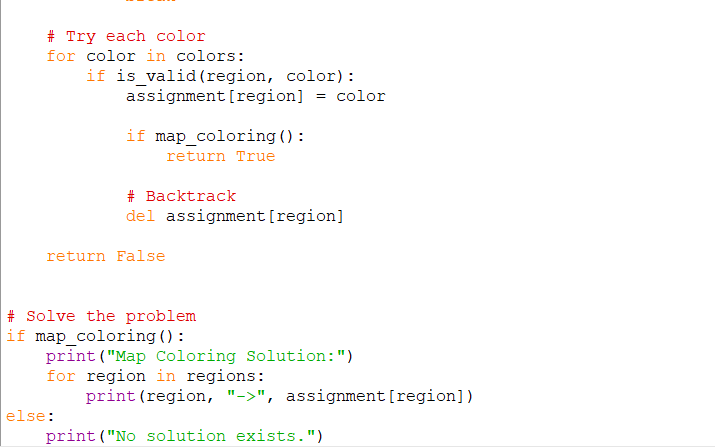 # Try each color
for color in colors:
if is_valid(region, color):
assignment[region] = color
if map_coloring():
return True
# Backtrack
del assignment[region]
return False
# Solve the problem
if map_coloring():
print("Map Coloring Solution:")
for region in regions:
print(region, "->", assignment[region])
else:
print("No solution exists.")